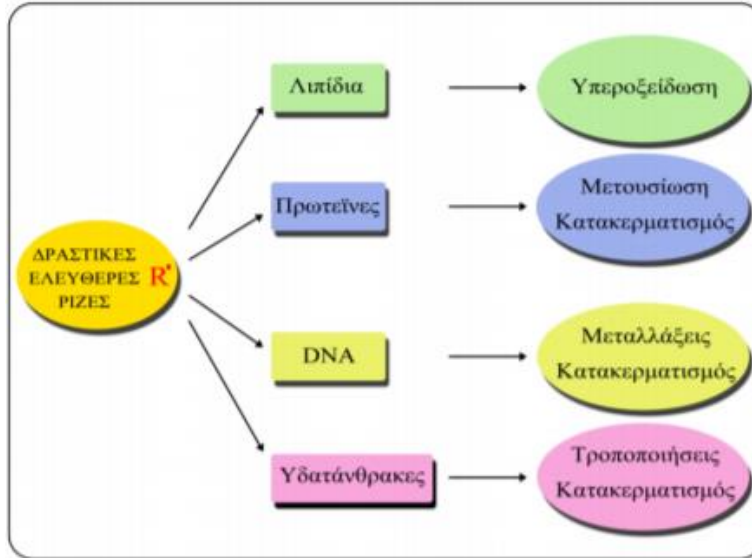 Λιπίδια
Υπεροξείδωση
Πρωτεΐνες
Μετουσίωση
Κατακερματισμός
ΔΡΑΣΤΙΚΕΣ
ΕΛΕΥΘΕΡΕΣ R•
ΡΙΖΕΣ
DNA
Μεταλλάξεις
Κατακερματισμός
Υδατάνθρακες
Τροποποιήσεις
Κατακερματισμός